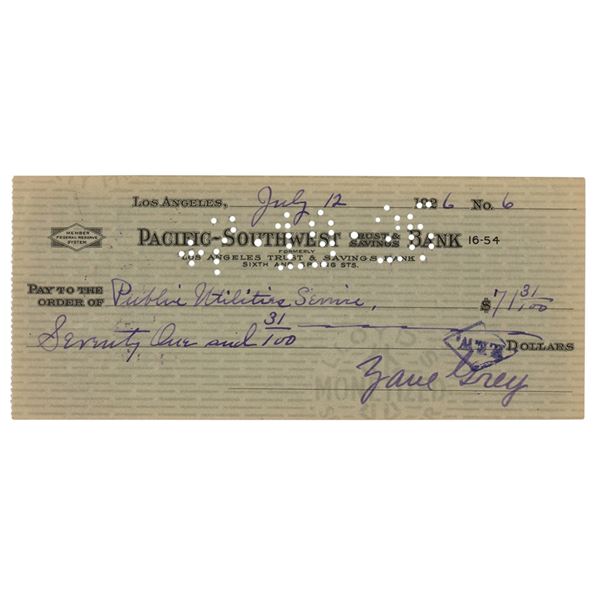 Los Angeles, July 12 1926 No. 6
MEMBER
FEDERAL RESERVE
SYSTEM
PACIFIC-SOUTHWEST TRUST & SAVINGS BANK 16-54
FORMERLY
LOS ANGELES TRUST & SAVINGS BANK
SIXTH AND SPRING STS.
PAY TO THE
ORDER OF Public Utilities Service, $71 31/100
Seventy One and 31/100 DOLLARS
Zane Grey